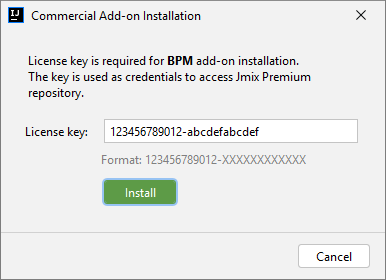 IJ
Commercial Add-on Installation
License key is required for BPM add-on installation.
The key is used as credentials to access Jmix Premium
repository.
License key: 123456789012-abcdefabcdef
Format: 123456789012-XXXXXXXXXXXX
Install
Cancel